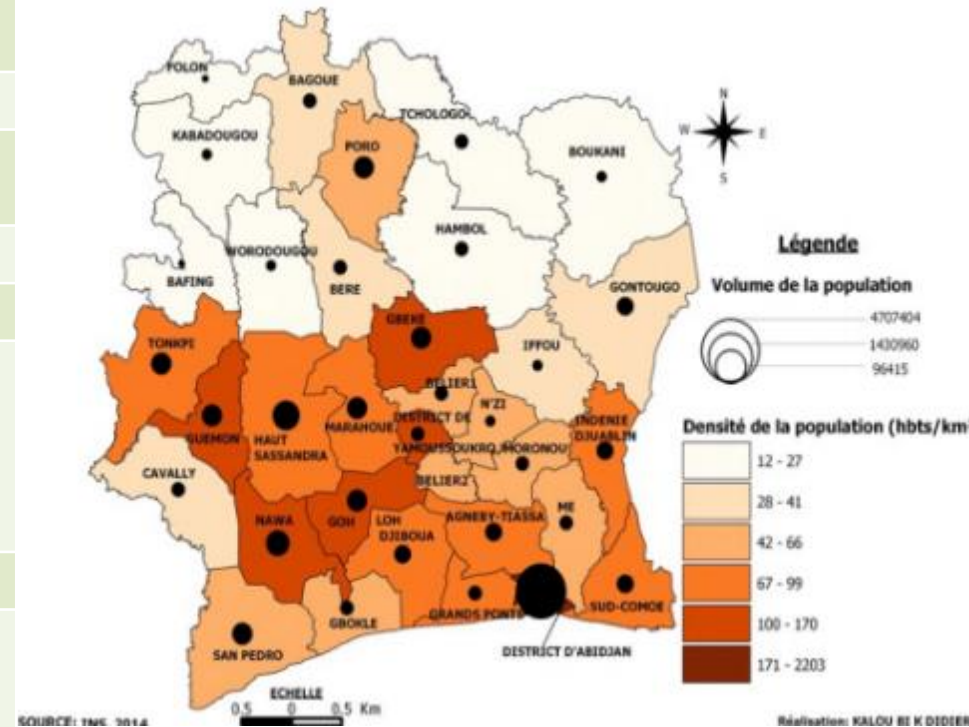 FOLON
BAGOUE
TCHOLOGO
KABADOUGOU
PORO
BOUKANI
N
W E
S
HAMBOL
WORODOUGOU
BAFING
BERE
GONTOUGO
GBEKE
TONKPI
IFFOU
BELIER1
N'ZI
INDENIE
DJUABLIN
GUEMON
HAUT
SASSANDRA
MARAHOUE
DISTRICT DE
YAMOUSSOUKRO
MORONOU
CAVALLY
BELIER2
NAWA
GOH
LOH
DJIBOUA
AGNEBY-TIASSA
ME
GBOKLE
GRANDS PONTS
SUD-COMOE
SAN PEDRO
DISTRICT D'ABIDJAN
Légende
Volume de la population
4707404
1430960
96415
Densité de la population (hbts/km²
12 - 27
28 - 41
42 - 66
67 - 99
100 - 170
171 - 2203
ECHELLE
0.5 0 0.5 Km
SOURCE: INS, 2014
Réalisation: KALOU BI K DIDIER